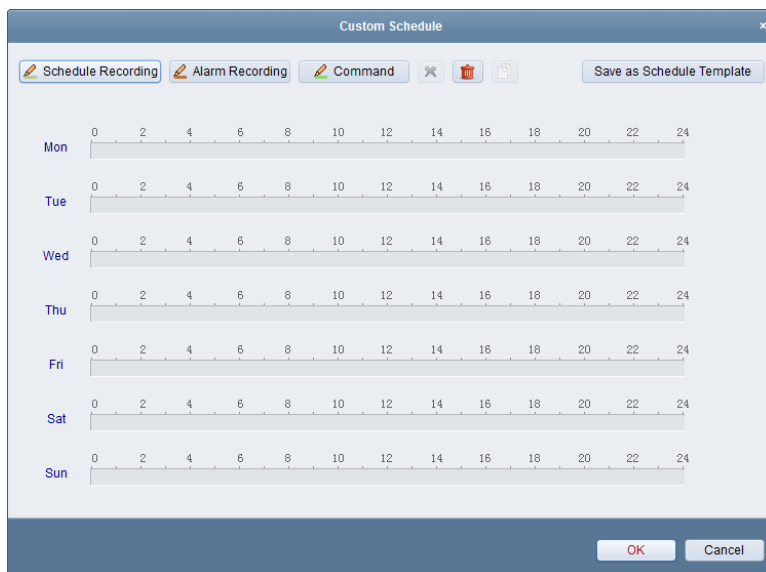 Custom Schedule ×
Schedule Recording Alarm Recording Command Save as Schedule Template
0 2 4 6 8 10 12 14 16 18 20 22 24
Mon
0 2 4 6 8 10 12 14 16 18 20 22 24
Tue
0 2 4 6 8 10 12 14 16 18 20 22 24
Wed
0 2 4 6 8 10 12 14 16 18 20 22 24
Thu
0 2 4 6 8 10 12 14 16 18 20 22 24
Fri
0 2 4 6 8 10 12 14 16 18 20 22 24
Sat
0 2 4 6 8 10 12 14 16 18 20 22 24
Sun
OK Cancel